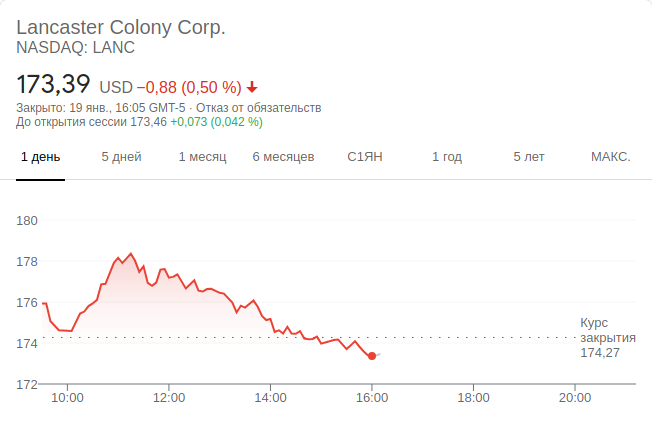 Lancaster Colony Corp.
NASDAQ: LANC
173,39 USD −0,88 (0,50 %)
Закрыто: 19 янв., 16:05 GMT-5 · Отказ от обязательств
До открытия сессии 173,46 +0,073 (0,042 %)
1 день 5 дней 1 месяц 6 месяцев С1ЯН 1 год 5 лет МАКС.
180
178
176
174
172
Курс
закрытия
174,27
10:00 12:00 14:00 16:00 18:00 20:00